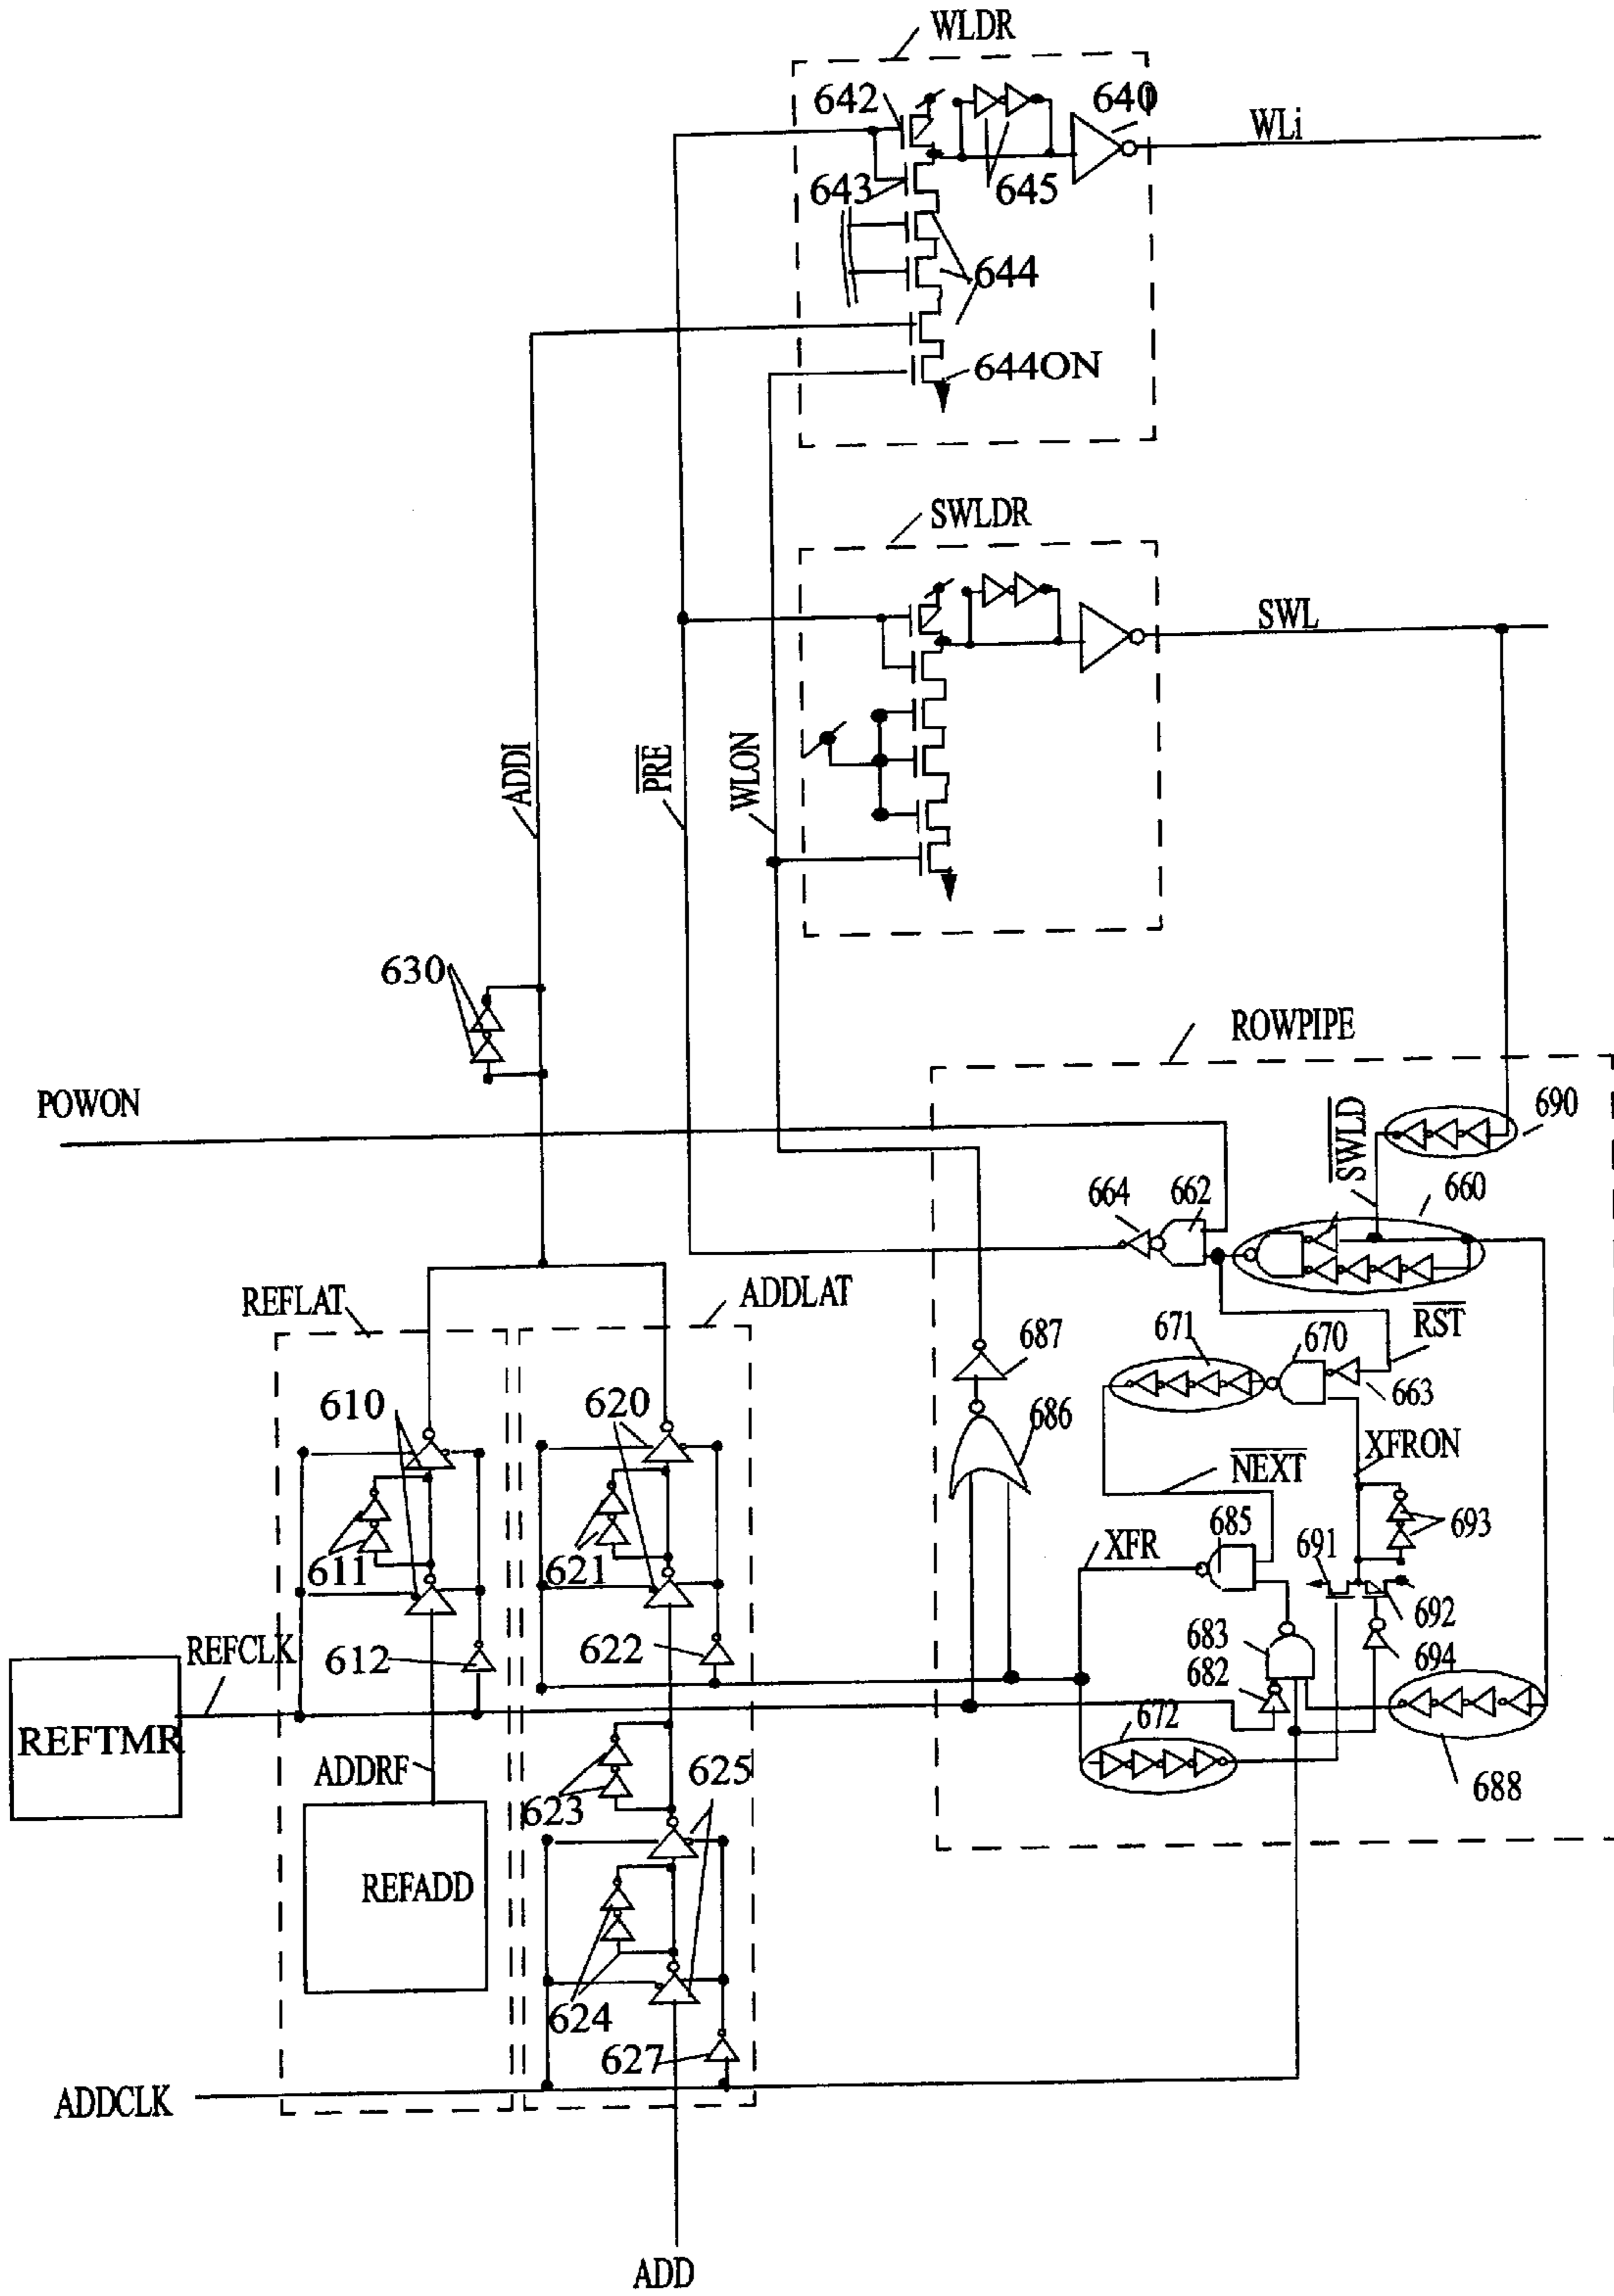 WLDR
642
640
WLi
643
645
644
644ON
SWLDR
SWL
ADDI
PRE
WLON
630
ROWPIPE
POWON
SWLD
690
664
662
660
REFLAT
ADDLAT
RST
687
671
670
663
610
620
686
XFRON
NEXT
685
691
693
XFR
611
621
692
683
694
REFCLK
612
622
682
REFTMR
672
ADDRF
625
688
623
REFADD
624
627
ADDCLK
ADD